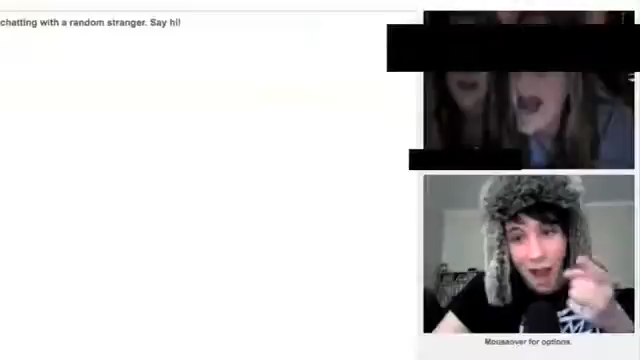 chatting with a random stranger. Say hi!
Mouseover for options.